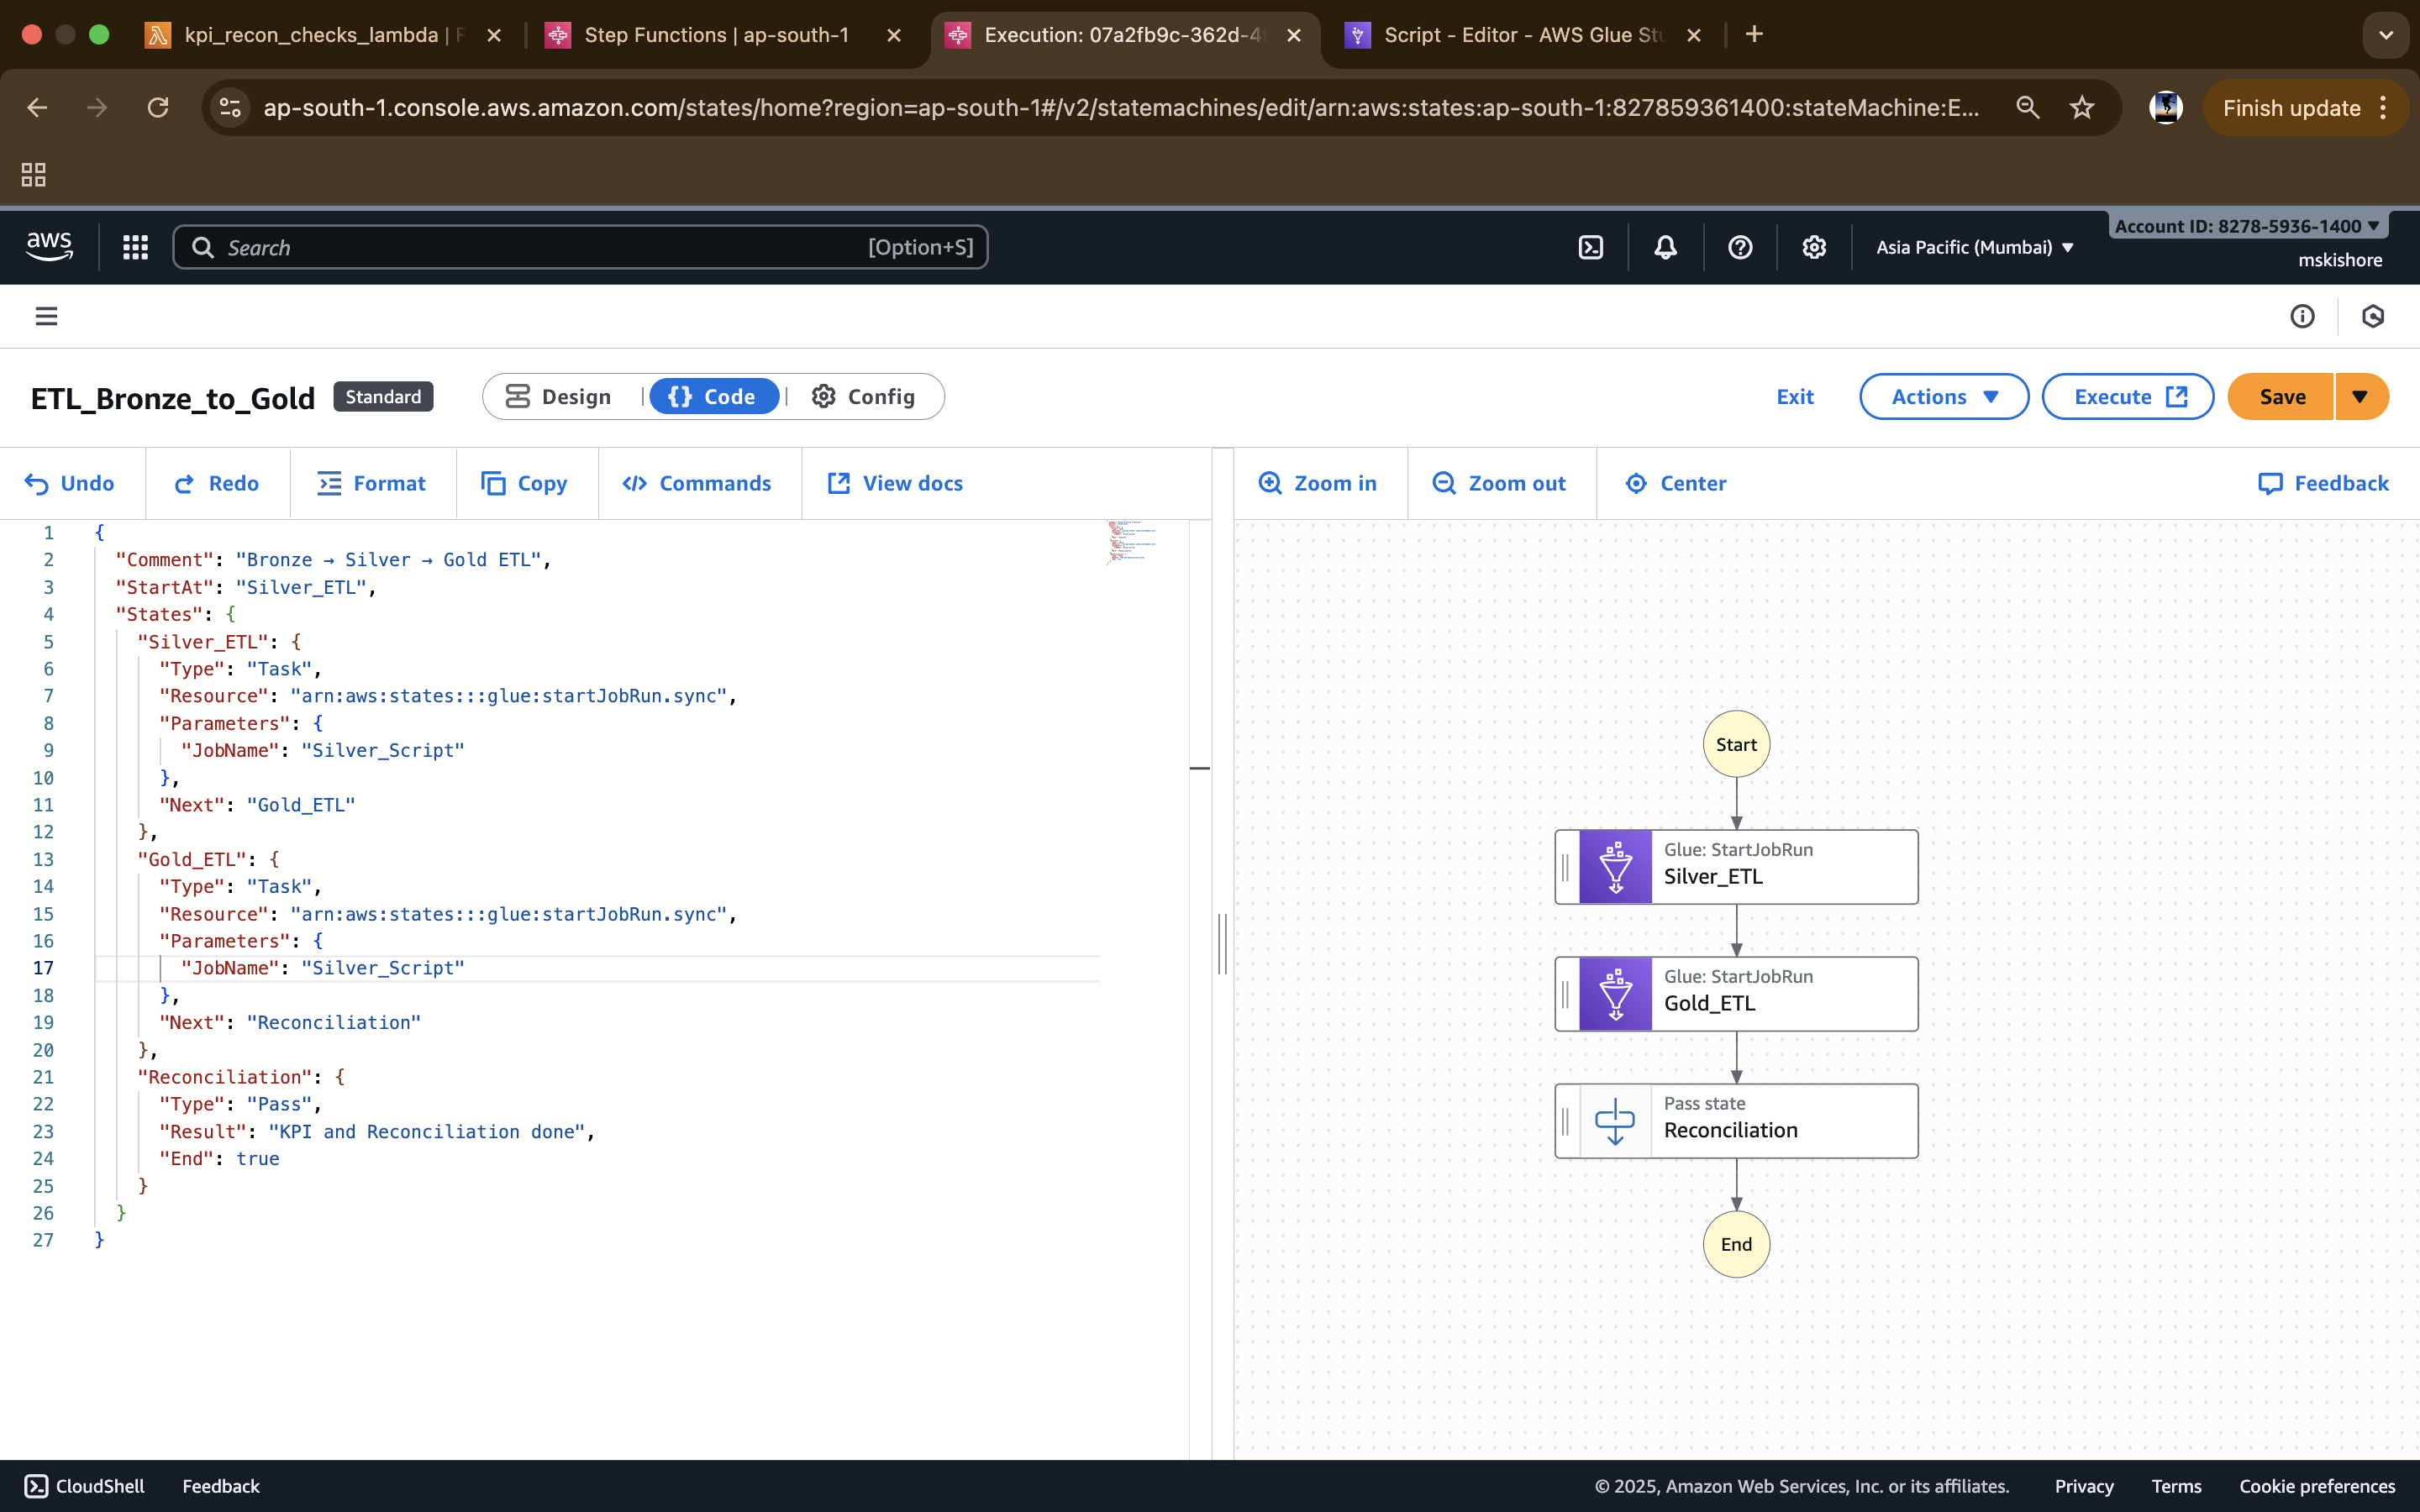 kpi_recon_checks_lambda | F
Step Functions | ap-south-1
Execution: 07a2fb9c-362d-4
Script - Editor - AWS Glue Stu
ap-south-1.console.aws.amazon.com/states/home?region=ap-south-1#/v2/statemachines/edit/arn:aws:states:ap-south-1:827859361400:stateMachine:E...
Finish update
aws
Search
[Option+S]
Asia Pacific (Mumbai)
Account ID: 8278-5936-1400
mskishore
ETL_Bronze_to_Gold
Standard
Design
{} Code
Config
Exit
Actions
Execute
Save
Undo
Redo
Format
Copy
Commands
View docs
Zoom in
Zoom out
Center
Feedback
1 {
2 "Comment": "Bronze → Silver → Gold ETL",
3 "StartAt": "Silver_ETL",
4 "States": {
5 "Silver_ETL": {
6 "Type": "Task",
7 "Resource": "arn:aws:states:::glue:startJobRun.sync",
8 "Parameters": {
9 "JobName": "Silver_Script"
10 },
11 "Next": "Gold_ETL"
12 },
13 "Gold_ETL": {
14 "Type": "Task",
15 "Resource": "arn:aws:states:::glue:startJobRun.sync",
16 "Parameters": {
17 "JobName": "Silver_Script"
18 },
19 "Next": "Reconciliation"
20 },
21 "Reconciliation": {
22 "Type": "Pass",
23 "Result": "KPI and Reconciliation done",
24 "End": true
25 }
26 }
27 }
Start
Glue: StartJobRun
Silver_ETL
Glue: StartJobRun
Gold_ETL
Pass state
Reconciliation
End
CloudShell
Feedback
© 2025, Amazon Web Services, Inc. or its affiliates.
Privacy
Terms
Cookie preferences